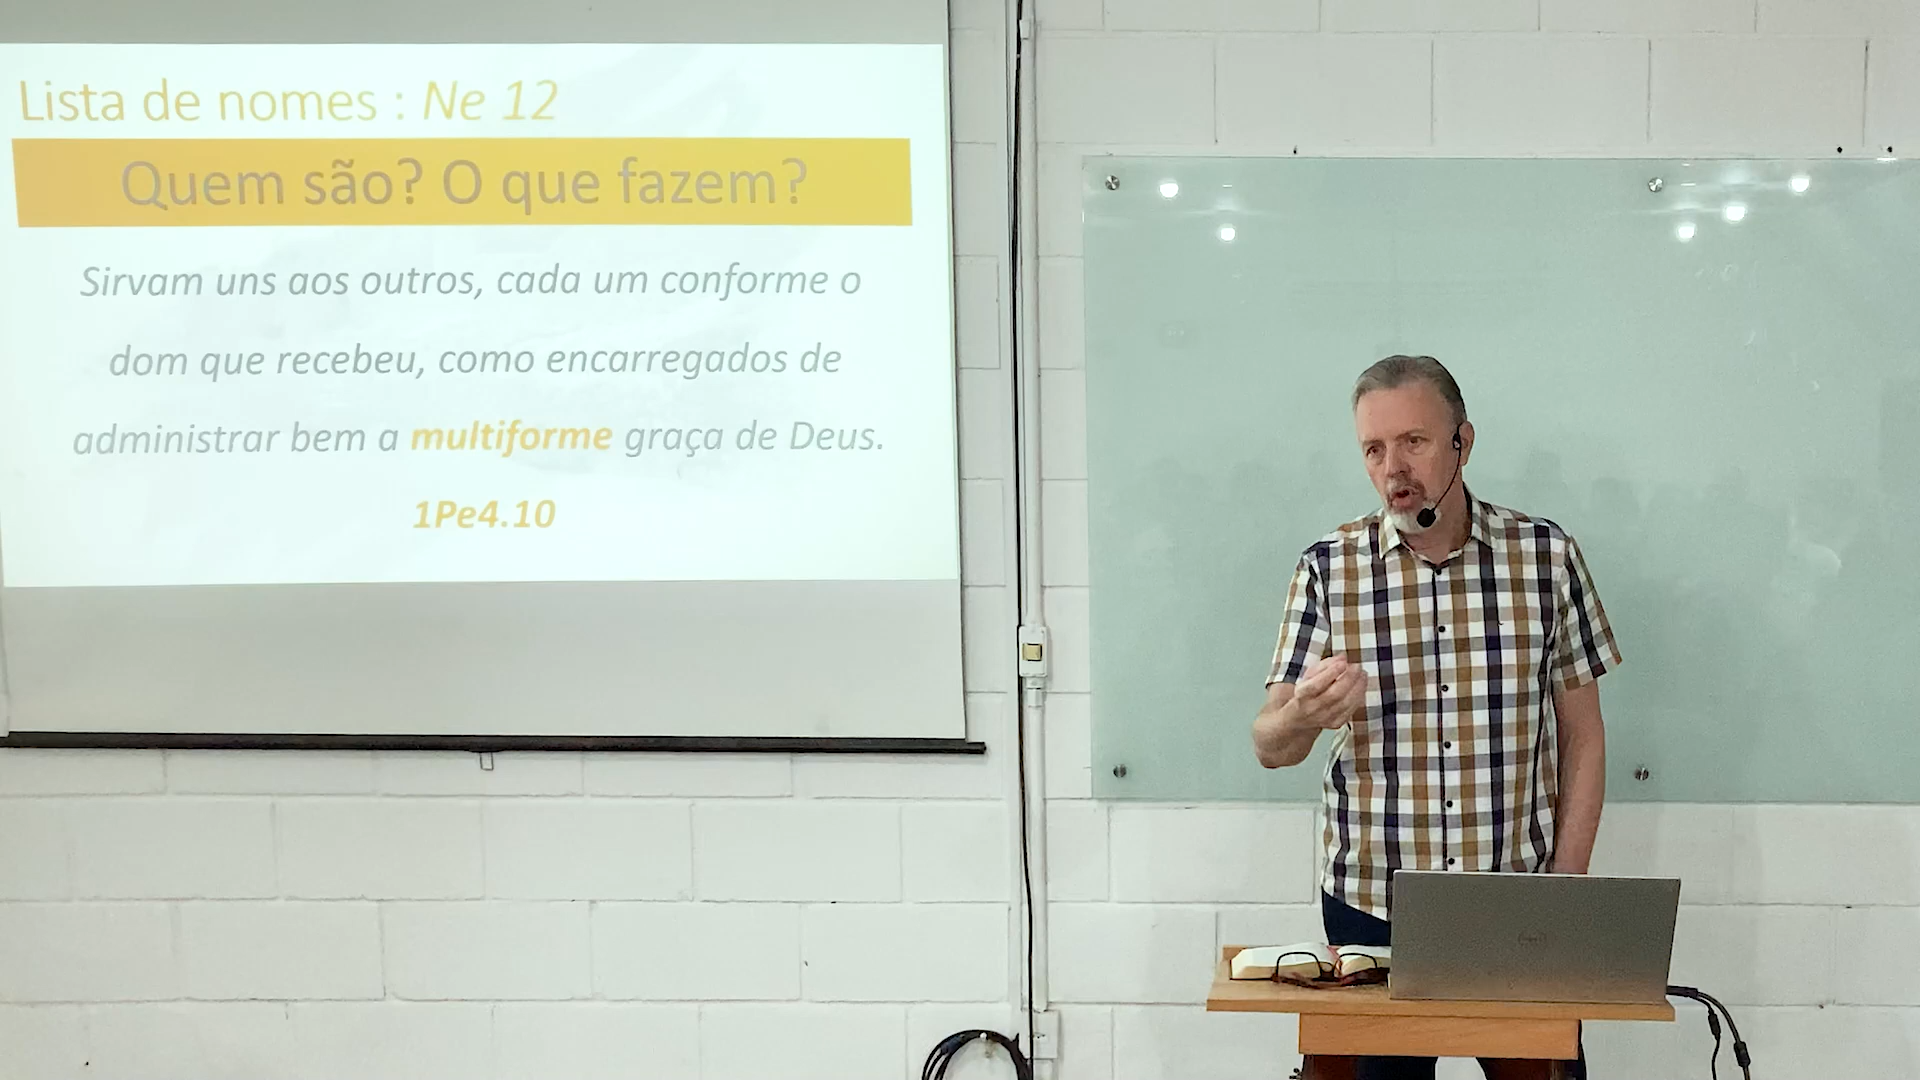 Lista de nomes : Ne 12
Quem são? O que fazem?
Sirvam uns aos outros, cada um conforme o
dom que recebeu, como encarregados de
administrar bem a multiforme graça de Deus.
1Pe4.10